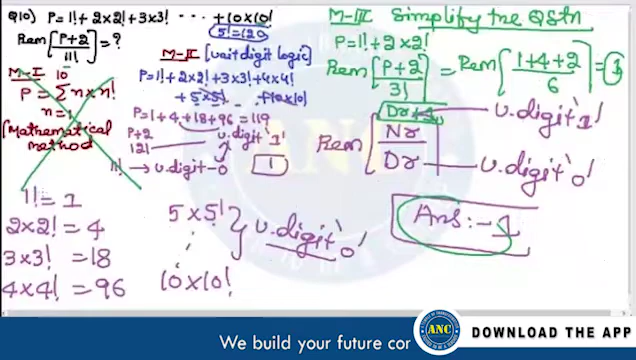 Q10) P=1!+2×2!+3×3! ... +10×10!
Rem[P+2/11!]=?
5!=120
M-I
P = 10 Σ n=1 n×n!
[Mathematical method]
1! = 1
2×2! = 4
3×3! = 18
4×4! = 96
M-II [unit digit logic]
P=1!+2×2!+3×3!+4×4!
+5×5! ... +10×10!
P=1+4+18+96=119
P+2
121
u.digit '1'
11! → u.digit-0
1
5×5!
10×10!
u.digit '0'
M-III Simplify the QStn
P=1!+2×2!
Rem[P+2/3!]=Rem[1+4+2/6]=1
u.digit '1'
Rem[Nr/Dr]
u.digit '0'
Ans:-1
ANC
We build your future cor
ANC
DOWNLOAD THE APP